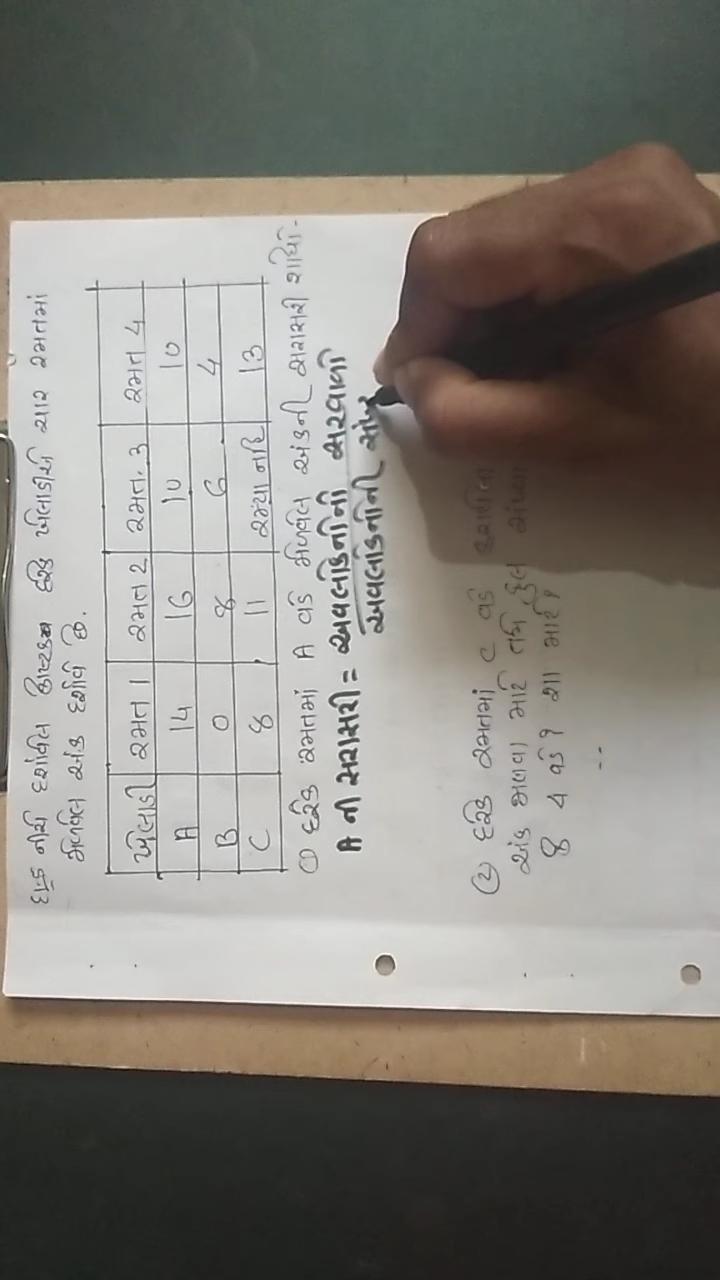 દા.ત નીચે દર્શાવેલ કોષ્ટક દરેક ખેલાડીએ ચાર રમતમાં
મેળવેલ અંક દર્શાવે છે.
ખેલાડી રમત 1 રમત 2 રમત. 3 રમત 4
A 14 16 10 10
B 0 8 6 4
C 8 11 રમ્યા નહિ 13
① દરેક રમતમાં A વડે મેળવેલ અંકની સરાસરી શોધો.
A ની સરાસરી = અવલોકનોનો સરવાળો
અવલોકનોની
② દરેક રમતમાં C વડે
અંક મેળવવા માટે તમે કુલ સંખ્યા
8 4 વડે? શા માટે?